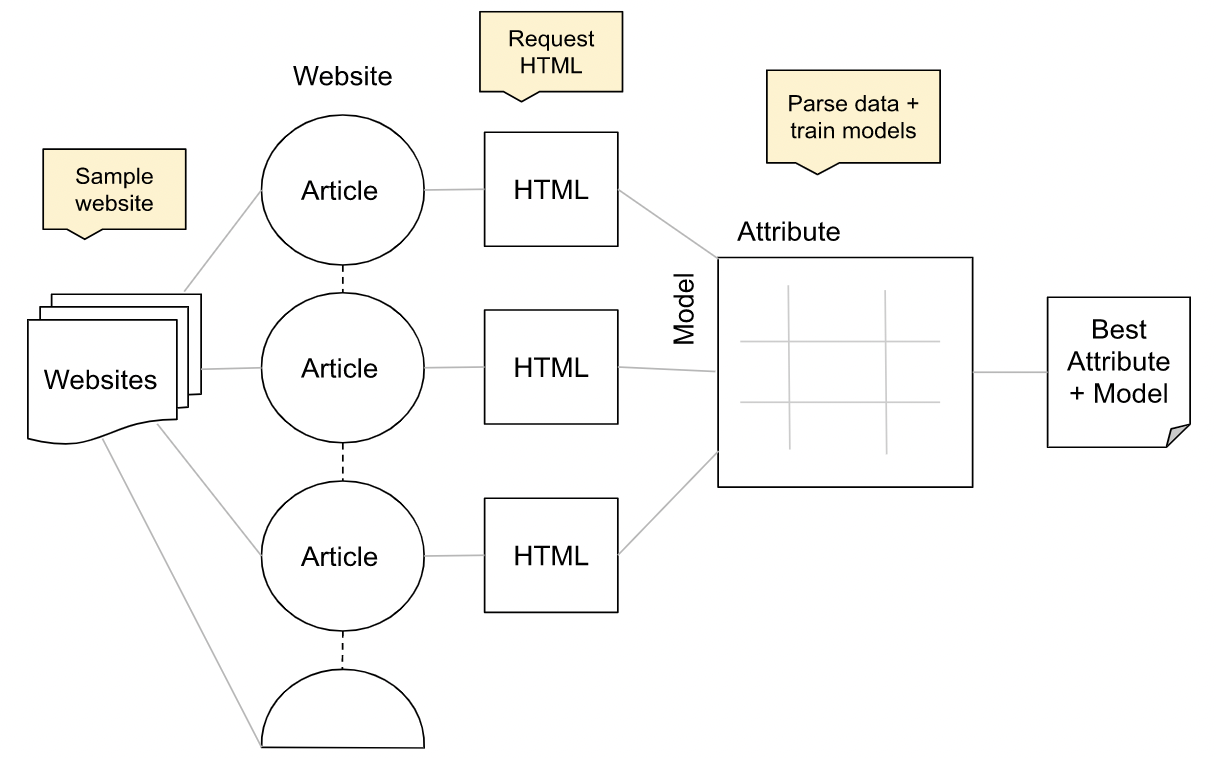 Sample
website
Websites
Website
Article
Article
Article
Request
HTML
HTML
HTML
HTML
Parse data +
train models
Attribute
Model
Best
Attribute
+ Model